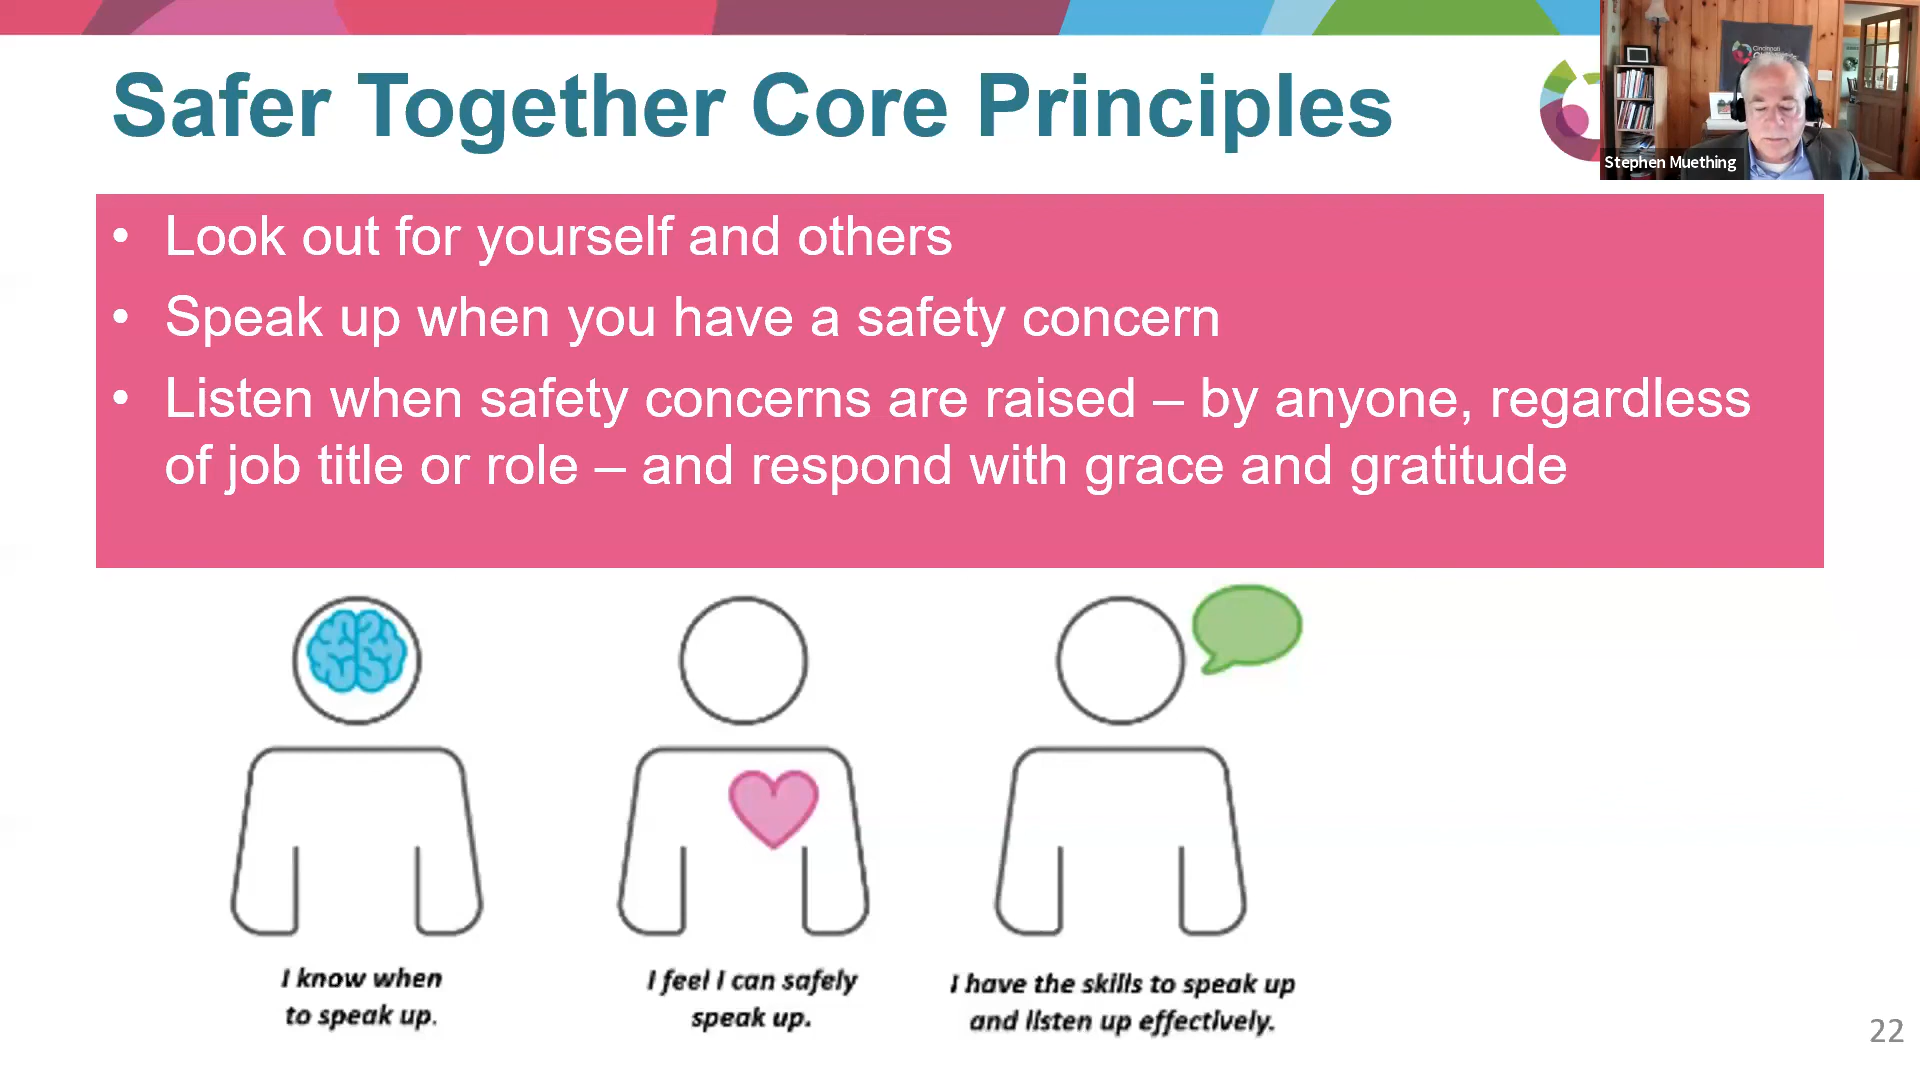 Safer Together Core Principles
Cincinnati
Stephen Muething
• Look out for yourself and others
• Speak up when you have a safety concern
• Listen when safety concerns are raised – by anyone, regardless
of job title or role – and respond with grace and gratitude
I know when
to speak up.
I feel I can safely
speak up.
I have the skills to speak up
and listen up effectively.
22